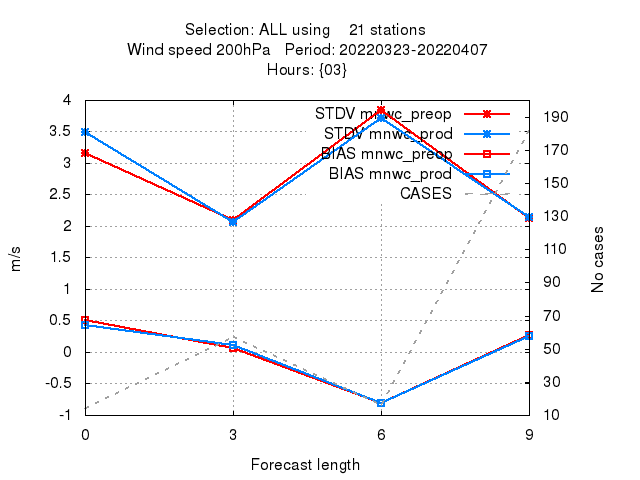 Selection: ALL using    21 stations
Wind speed 200hPa   Period: 20220323-20220407
Hours: {03}
STDV mnwc_preop
STDV mnwc_prod
BIAS mnwc_preop
BIAS mnwc_prod
CASES
4
3.5
3
2.5
2
1.5
1
0.5
0
-0.5
-1
m/s
190
170
150
130
110
90
70
50
30
10
No cases
0 3 6 9
Forecast length